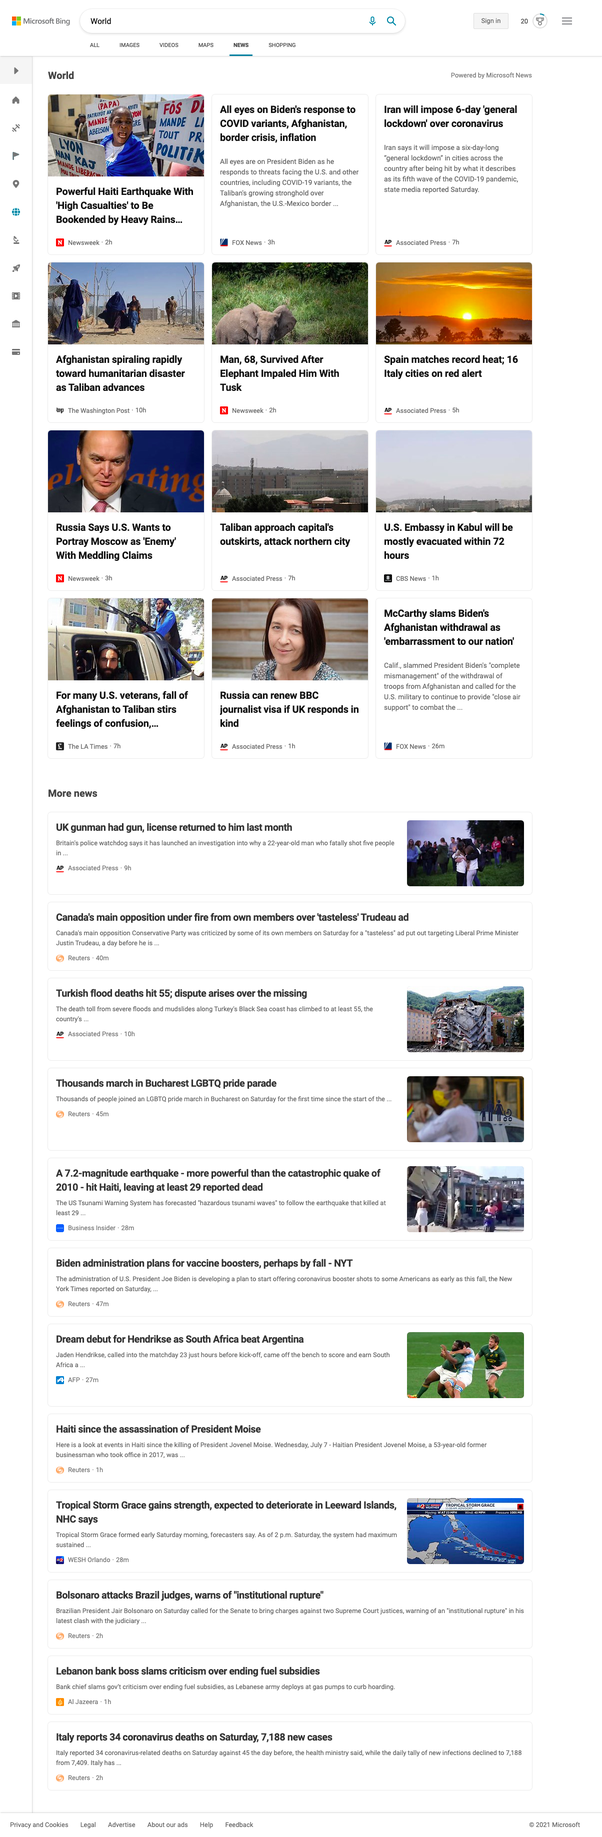 Microsoft Bing
World
Sign in
20
ALL
IMAGES
VIDEOS
MAPS
NEWS
SHOPPING
World
Powered by Microsoft News
(PAPA)
LYON
NAN KAJ
FÒS
MANDE
POLITIK
Powerful Haiti Earthquake With
'High Casualties' to Be
Bookended by Heavy Rains...
Newsweek · 2h
All eyes on Biden's response to
COVID variants, Afghanistan,
border crisis, inflation
All eyes are on President Biden as he
responds to threats facing the U.S. and other
countries, including COVID-19 variants, the
Taliban's growing stronghold over
Afghanistan, the U.S.-Mexico border ...
FOX News · 3h
Iran will impose 6-day 'general
lockdown' over coronavirus
Iran says it will impose a six-day-long
"general lockdown" in cities across the
country after being hit by what it describes
as its fifth wave of the COVID-19 pandemic,
state media reported Saturday.
AP Associated Press · 7h
Afghanistan spiraling rapidly
toward humanitarian disaster
as Taliban advances
wp The Washington Post · 10h
Man, 68, Survived After
Elephant Impaled Him With
Tusk
Newsweek · 2h
Spain matches record heat; 16
Italy cities on red alert
AP Associated Press · 5h
Russia Says U.S. Wants to
Portray Moscow as 'Enemy'
With Meddling Claims
Newsweek · 3h
Taliban approach capital's
outskirts, attack northern city
AP Associated Press · 7h
U.S. Embassy in Kabul will be
mostly evacuated within 72
hours
CBS News · 1h
For many U.S. veterans, fall of
Afghanistan to Taliban stirs
feelings of confusion,...
The LA Times · 7h
Russia can renew BBC
journalist visa if UK responds in
kind
AP Associated Press · 1h
McCarthy slams Biden's
Afghanistan withdrawal as
'embarrassment to our nation'
Calif., slammed President Biden's "complete
mismanagement" of the withdrawal of
troops from Afghanistan and called for the
U.S. military to continue to provide "close air
support" to combat the ...
FOX News · 26m
More news
UK gunman had gun, license returned to him last month
Britain's police watchdog says it has launched an investigation into why a 22-year-old man who fatally shot five people
in ...
AP Associated Press · 9h
Canada's main opposition under fire from own members over 'tasteless' Trudeau ad
Canada's main opposition Conservative Party was criticized by some of its own members on Saturday for a "tasteless" ad put out targeting Liberal Prime Minister
Justin Trudeau, a day before he is ...
Reuters · 40m
Turkish flood deaths hit 55; dispute arises over the missing
The death toll from severe floods and mudslides along Turkey's Black Sea coast has climbed to at least 55, the
country's ...
AP Associated Press · 10h
Thousands march in Bucharest LGBTQ pride parade
Thousands of people joined an LGBTQ pride march in Bucharest on Saturday for the first time since the start of the ...
Reuters · 45m
A 7.2-magnitude earthquake - more powerful than the catastrophic quake of
2010 - hit Haiti, leaving at least 29 reported dead
The US Tsunami Warning System has forecasted "hazardous tsunami waves" to follow the earthquake that killed at
least 29 ...
Business Insider · 28m
Biden administration plans for vaccine boosters, perhaps by fall - NYT
The administration of U.S. President Joe Biden is developing a plan to start offering coronavirus booster shots to some Americans as early as this fall, the New
York Times reported on Saturday, ...
Reuters · 47m
Dream debut for Hendrikse as South Africa beat Argentina
Jaden Hendrikse, called into the matchday 23 just hours before kick-off, came off the bench to score and earn South
Africa a ...
AFP · 27m
Haiti since the assassination of President Moise
Here is a look at events in Haiti since the killing of President Jovenel Moise. Wednesday, July 7 - Haitian President Jovenel Moise, a 53-year-old former
businessman who took office in 2017, was ...
Reuters · 1h
Tropical Storm Grace gains strength, expected to deteriorate in Leeward Islands,
NHC says
Tropical Storm Grace formed early Saturday morning, forecasters say. As of 2 p.m. Saturday, the system had maximum
sustained ...
WESH Orlando · 28m
TROPICAL STORM GRACE
Bolsonaro attacks Brazil judges, warns of "institutional rupture"
Brazilian President Jair Bolsonaro on Saturday called for the Senate to bring charges against two Supreme Court justices, warning of an "institutional rupture" in his
latest clash with the judiciary ...
Reuters · 2h
Lebanon bank boss slams criticism over ending fuel subsidies
Bank chief slams gov't criticism over ending fuel subsidies, as Lebanese army deploys at gas pumps to curb hoarding.
Al Jazeera · 1h
Italy reports 34 coronavirus deaths on Saturday, 7,188 new cases
Italy reported 34 coronavirus-related deaths on Saturday against 45 the day before, the health ministry said, while the daily tally of new infections declined to 7,188
from 7,409. Italy has ...
Reuters · 2h
Privacy and Cookies
Legal
Advertise
About our ads
Help
Feedback
© 2021 Microsoft